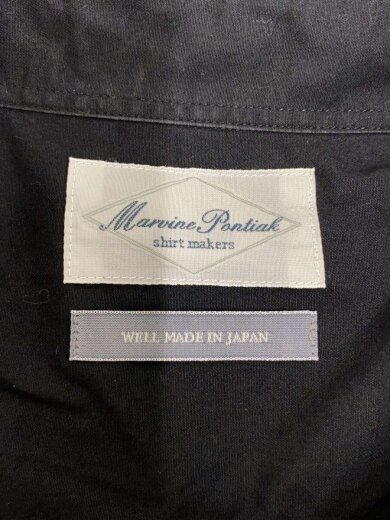 Marvine Pontiak
shirt makers
WELL MADE IN JAPAN